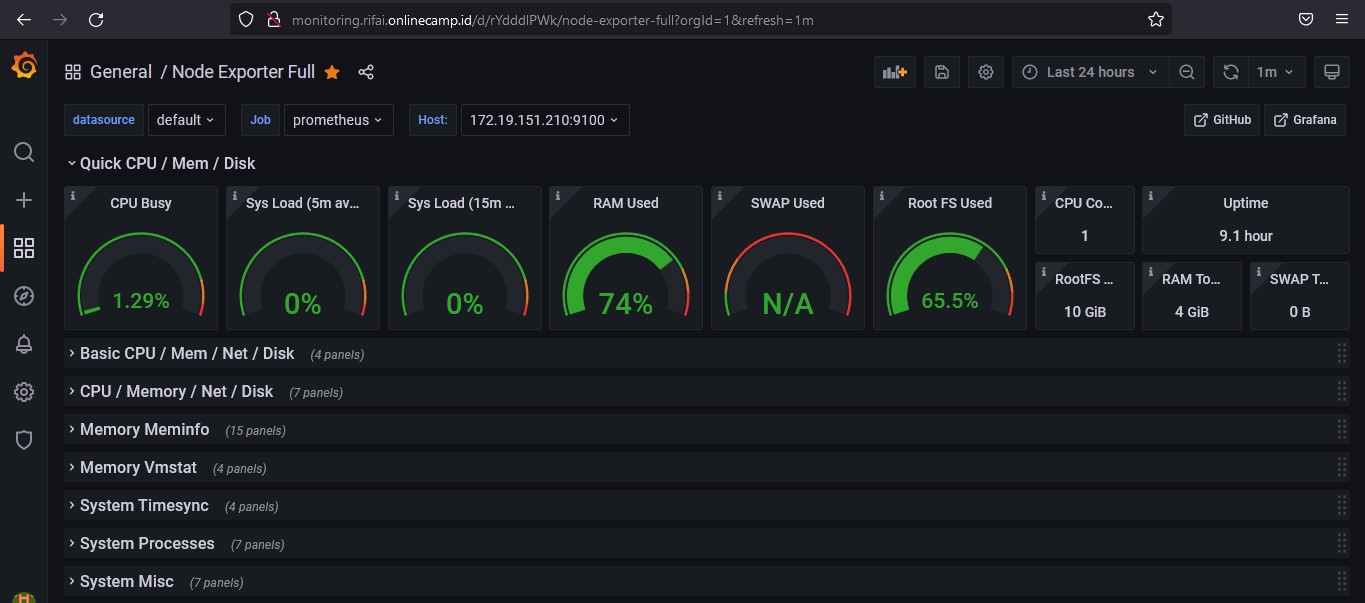 monitoring.rifai.onlinecamp.id/d/rYdddlPWk/node-exporter-full?orgId=1&refresh=1m
General / Node Exporter Full
Last 24 hours
1m
datasource default Job prometheus Host: 172.19.151.210:9100 GitHub Grafana
Quick CPU / Mem / Disk
CPU Busy
1.29%
Sys Load (5m av...
0%
Sys Load (15m ...
0%
RAM Used
74%
SWAP Used
N/A
Root FS Used
65.5%
CPU Co...
1
Uptime
9.1 hour
RootFS ...
10 GiB
RAM To...
4 GiB
SWAP T...
0 B
Basic CPU / Mem / Net / Disk (4 panels)
CPU / Memory / Net / Disk (7 panels)
Memory Meminfo (15 panels)
Memory Vmstat (4 panels)
System Timesync (4 panels)
System Processes (7 panels)
System Misc (7 panels)